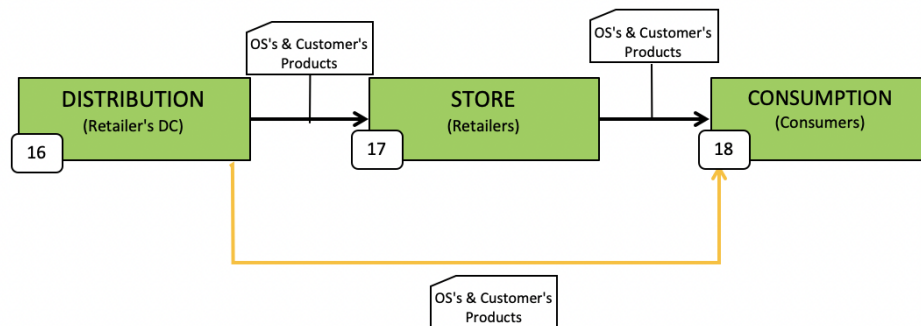 OS's & Customer's
Products
OS's & Customer's
Products
DISTRIBUTION
(Retailer's DC)
16
STORE
(Retailers)
17
CONSUMPTION
(Consumers)
18
OS's & Customer's
Products